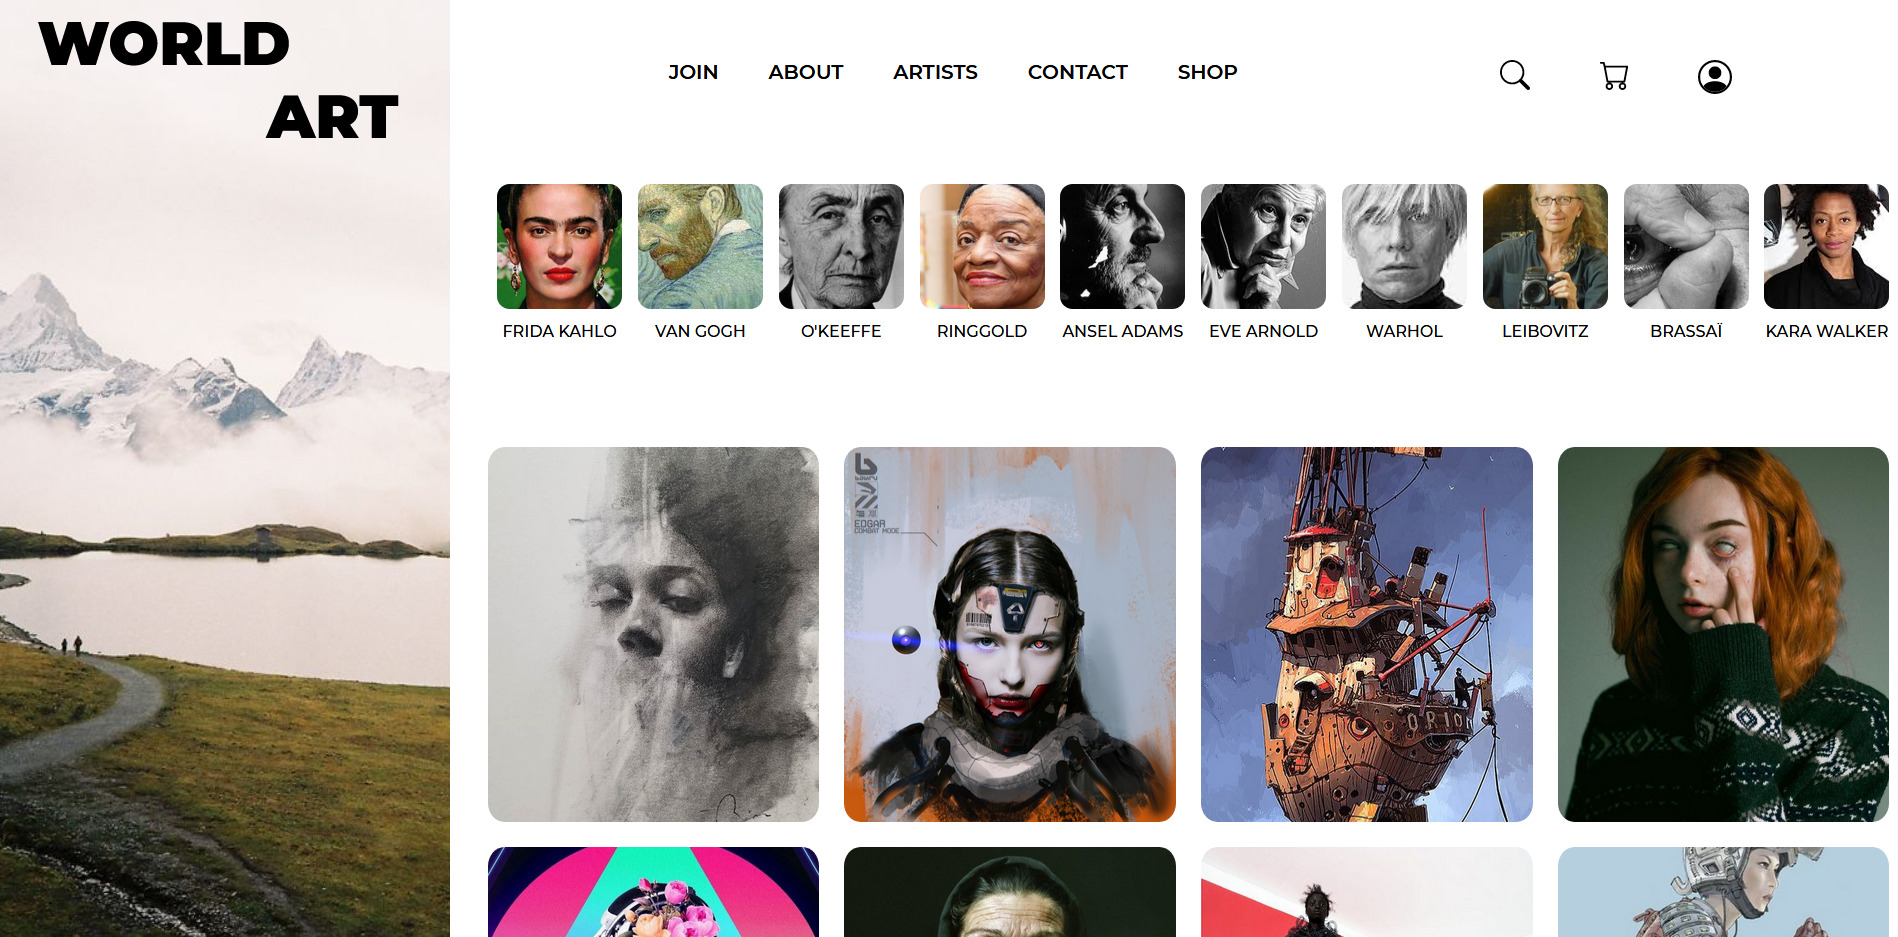 WORLD
ART
JOIN ABOUT ARTISTS CONTACT SHOP
FRIDA KAHLO VAN GOGH O'KEEFFE RINGGOLD ANSEL ADAMS EVE ARNOLD WARHOL LEIBOVITZ BRASSAÏ KARA WALKER
EDGAR
COMBAT MODE
ORION